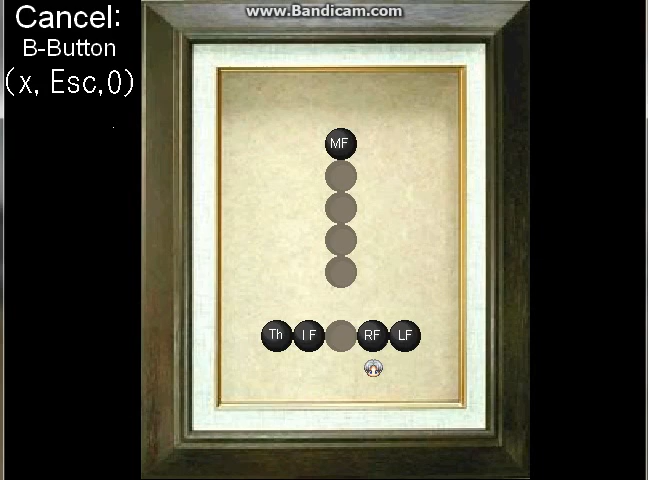 www.Bandicam.com
Cancel:
B-Button
(x, Esc,0)
MF
Th IF RF LF